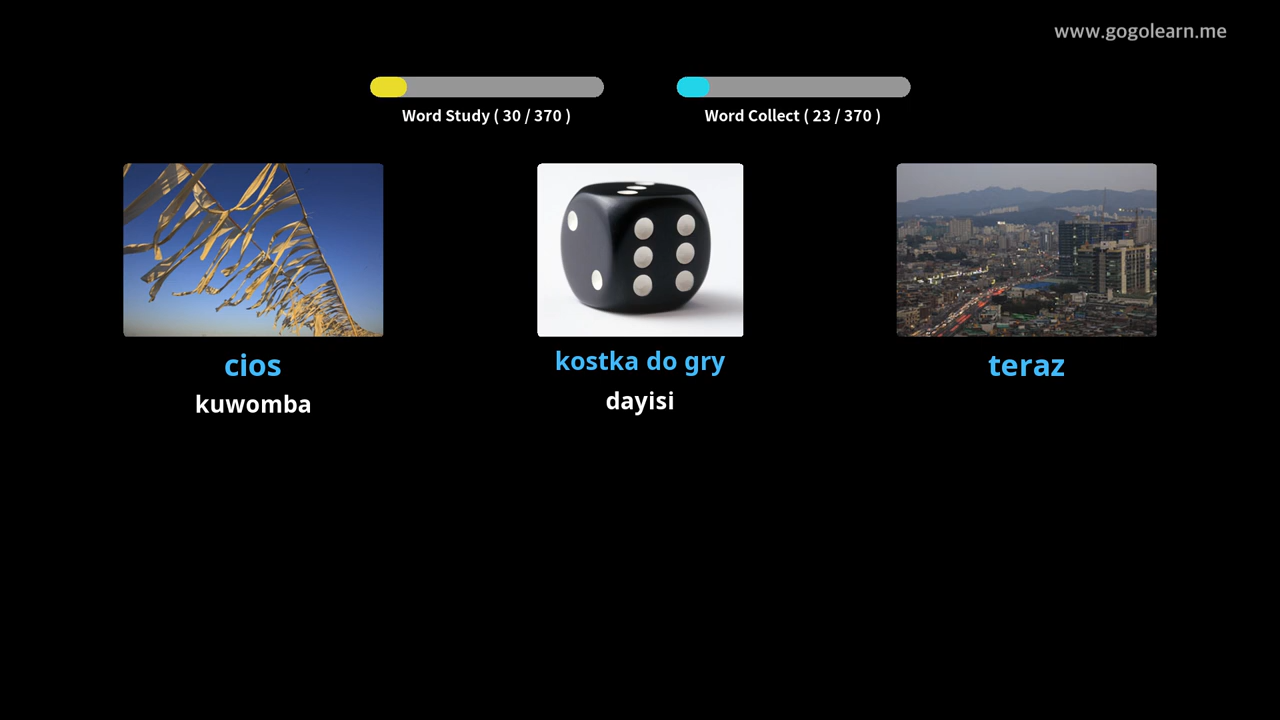 www.gogolearn.me
Word Study ( 30 / 370 )
Word Collect ( 23 / 370 )
cios
kuwomba
kostka do gry
dayisi
teraz